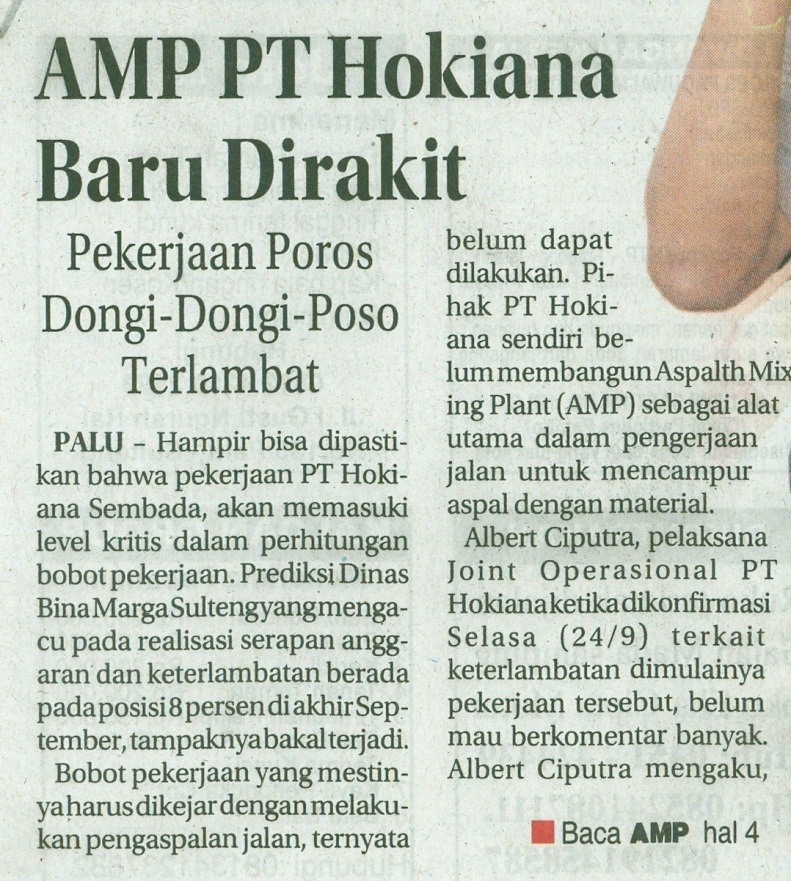 AMP PT Hokiana
Baru Dirakit
Pekerjaan Poros
Dongi-Dongi-Poso
Terlambat
PALU – Hampir bisa dipasti-
kan bahwa pekerjaan PT Hoki-
ana Sembada, akan memasuki
level kritis dalam perhitungan
bobot pekerjaan. Prediksi Dinas
Bina Marga Sulteng yang menga-
cu pada realisasi serapan angg-
aran dan keterlambatan berada
pada posisi 8 persen di akhir Sep-
tember, tampaknya bakal terjadi.
Bobot pekerjaan yang mestin-
ya harus dikejar dengan melaku-
kan pengaspalan jalan, ternyata
belum dapat
dilakukan. Pi-
hak PT Hoki-
ana sendiri be-
lum membangun Aspalth Mix
ing Plant (AMP) sebagai alat
utama dalam pengerjaan
jalan untuk mencampur
aspal dengan material.
Albert Ciputra, pelaksana
Joint Operasional PT
Hokiana ketika dikonfirmasi
Selasa (24/9) terkait
keterlambatan dimulainya
pekerjaan tersebut, belum
mau berkomentar banyak.
Albert Ciputra mengaku,
Baca AMP hal 4